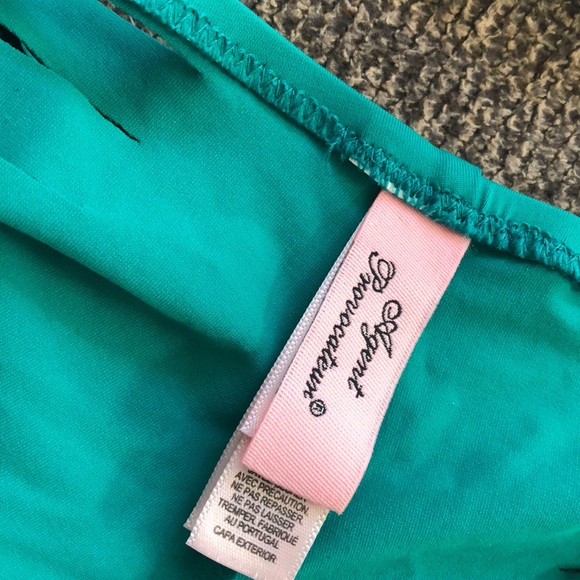 Agent
Provocateur®
AVEC PRÉCAUTION
NE PAS REPASSER
NE PAS LAISSER
TREMPER. FABRIQUÉ
AU PORTUGAL
CAPA EXTERIOR